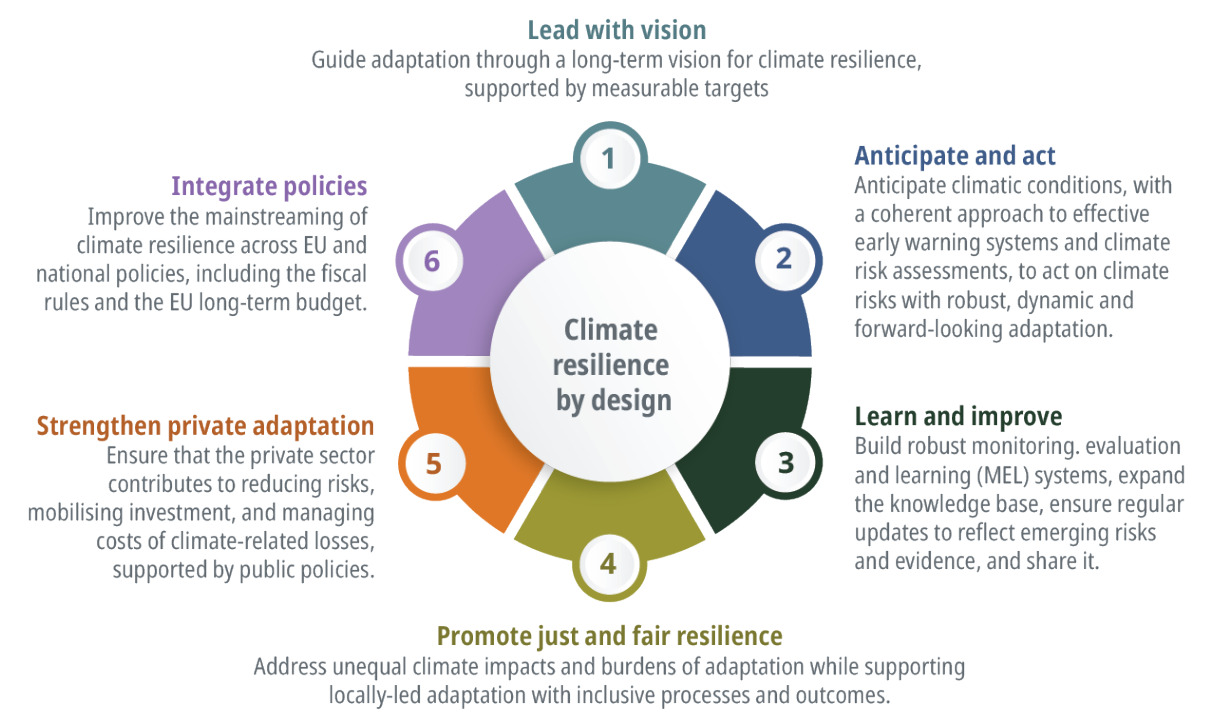 Lead with vision
Guide adaptation through a long-term vision for climate resilience,
supported by measurable targets
1
Anticipate and act
Anticipate climatic conditions, with
a coherent approach to effective
early warning systems and climate
risk assessments, to act on climate
risks with robust, dynamic and
forward-looking adaptation.
2
Learn and improve
Build robust monitoring. evaluation
and learning (MEL) systems, expand
the knowledge base, ensure regular
updates to reflect emerging risks
and evidence, and share it.
3
Promote just and fair resilience
Address unequal climate impacts and burdens of adaptation while supporting
locally-led adaptation with inclusive processes and outcomes.
4
Strengthen private adaptation
Ensure that the private sector
contributes to reducing risks,
mobilising investment, and managing
costs of climate-related losses,
supported by public policies.
5
Integrate policies
Improve the mainstreaming of
climate resilience across EU and
national policies, including the fiscal
rules and the EU long-term budget.
6
Climate
resilience
by design